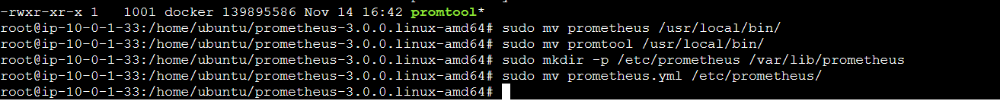 -rwxr-xr-x 1   1001 docker 139895586 Nov 14 16:42 promtool*
root@ip-10-0-1-33:/home/ubuntu/prometheus-3.0.0.linux-amd64# sudo mv prometheus /usr/local/bin/
root@ip-10-0-1-33:/home/ubuntu/prometheus-3.0.0.linux-amd64# sudo mv promtool /usr/local/bin/
root@ip-10-0-1-33:/home/ubuntu/prometheus-3.0.0.linux-amd64# sudo mkdir -p /etc/prometheus /var/lib/prometheus
root@ip-10-0-1-33:/home/ubuntu/prometheus-3.0.0.linux-amd64# sudo mv prometheus.yml /etc/prometheus/
root@ip-10-0-1-33:/home/ubuntu/prometheus-3.0.0.linux-amd64#